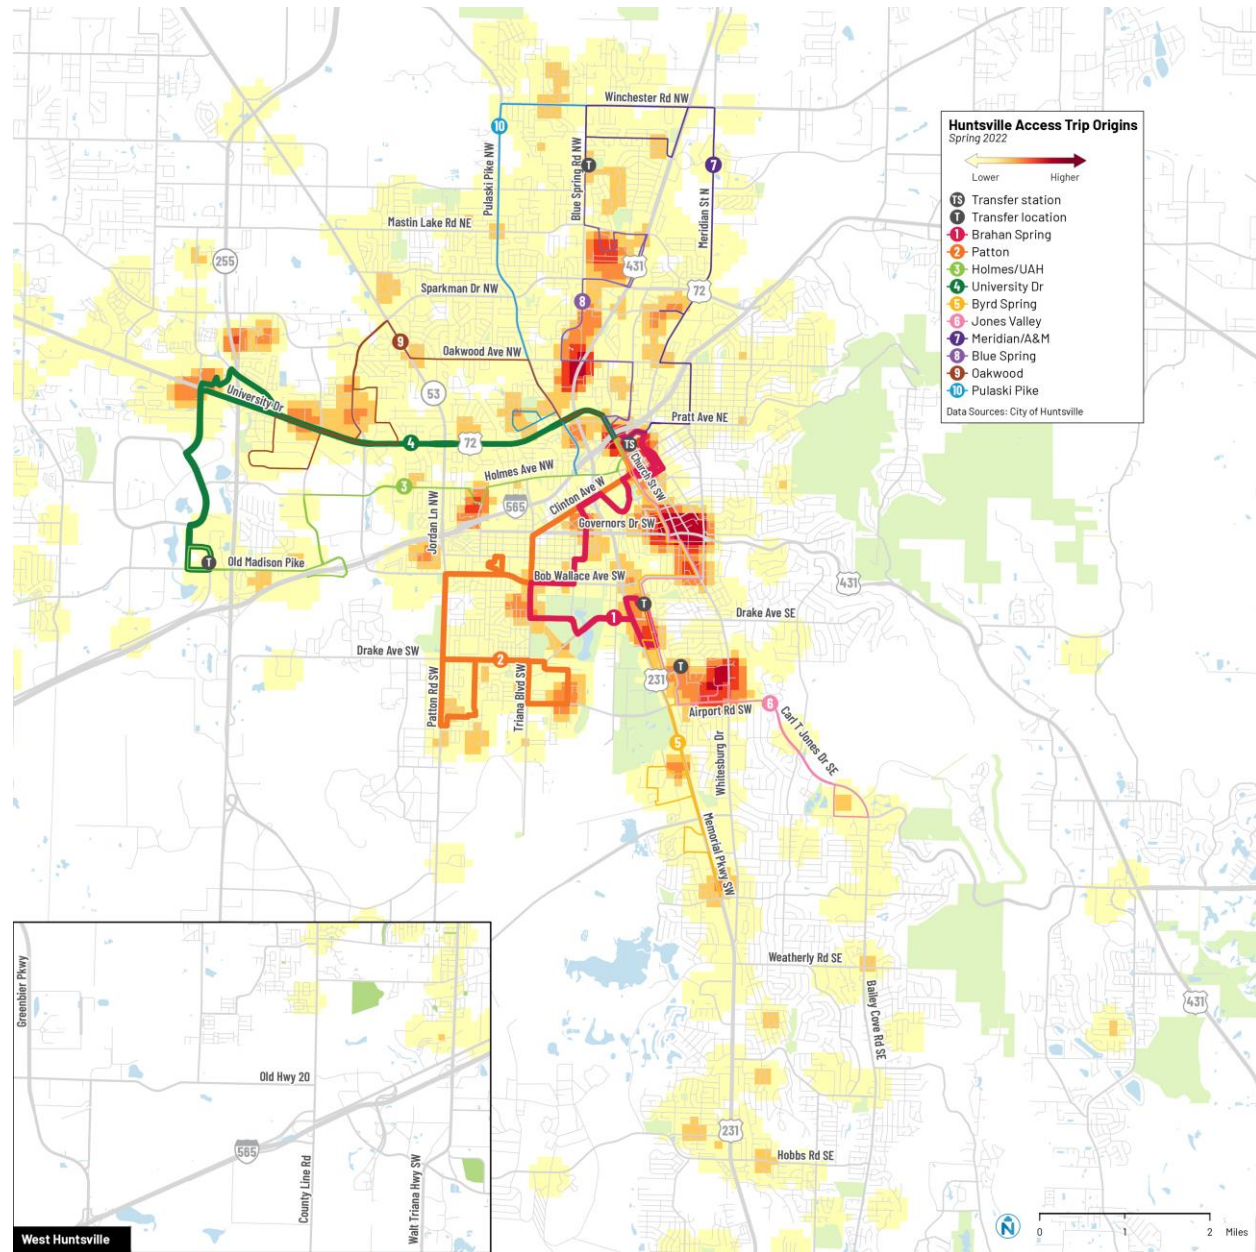 Huntsville Access Trip Origins
Spring 2022
Lower
Higher
TS Transfer station
T Transfer location
1 Brahan Spring
2 Patton
3 Holmes/UAH
4 University Dr
5 Byrd Spring
6 Jones Valley
7 Meridian/A&M
8 Blue Spring
9 Oakwood
10 Pulaski Pike
Data Sources: City of Huntsville
Winchester Rd NW
10
Pulaski Pike NW
Blue Spring Rd NW
T
7
Meridian St N
Mastin Lake Rd NE
255
431
72
Sparkman Dr NW
8
9
Oakwood Ave NW
53
University Dr
Pratt Ave NE
4
72
TS
Church St SW
Holmes Ave NW
3
Clinton Ave W
565
Jordan Ln NW
Governors Dr SW
T
Old Madison Pike
Bob Wallace Ave SW
431
T
1
Drake Ave SE
Drake Ave SW
2
T
231
Patton Rd SW
Triana Blvd SW
Airport Rd SW
6
Carl T Jones Dr SE
5
Whitesburg Dr
Memorial Pkwy SW
Weatherly Rd SE
Bailey Cove Rd SE
431
231
Hobbs Rd SE
Greenbier Pkwy
Old Hwy 20
565
County Line Rd
Walt Triana Hwy SW
West Huntsville
N
0 1 2 Miles